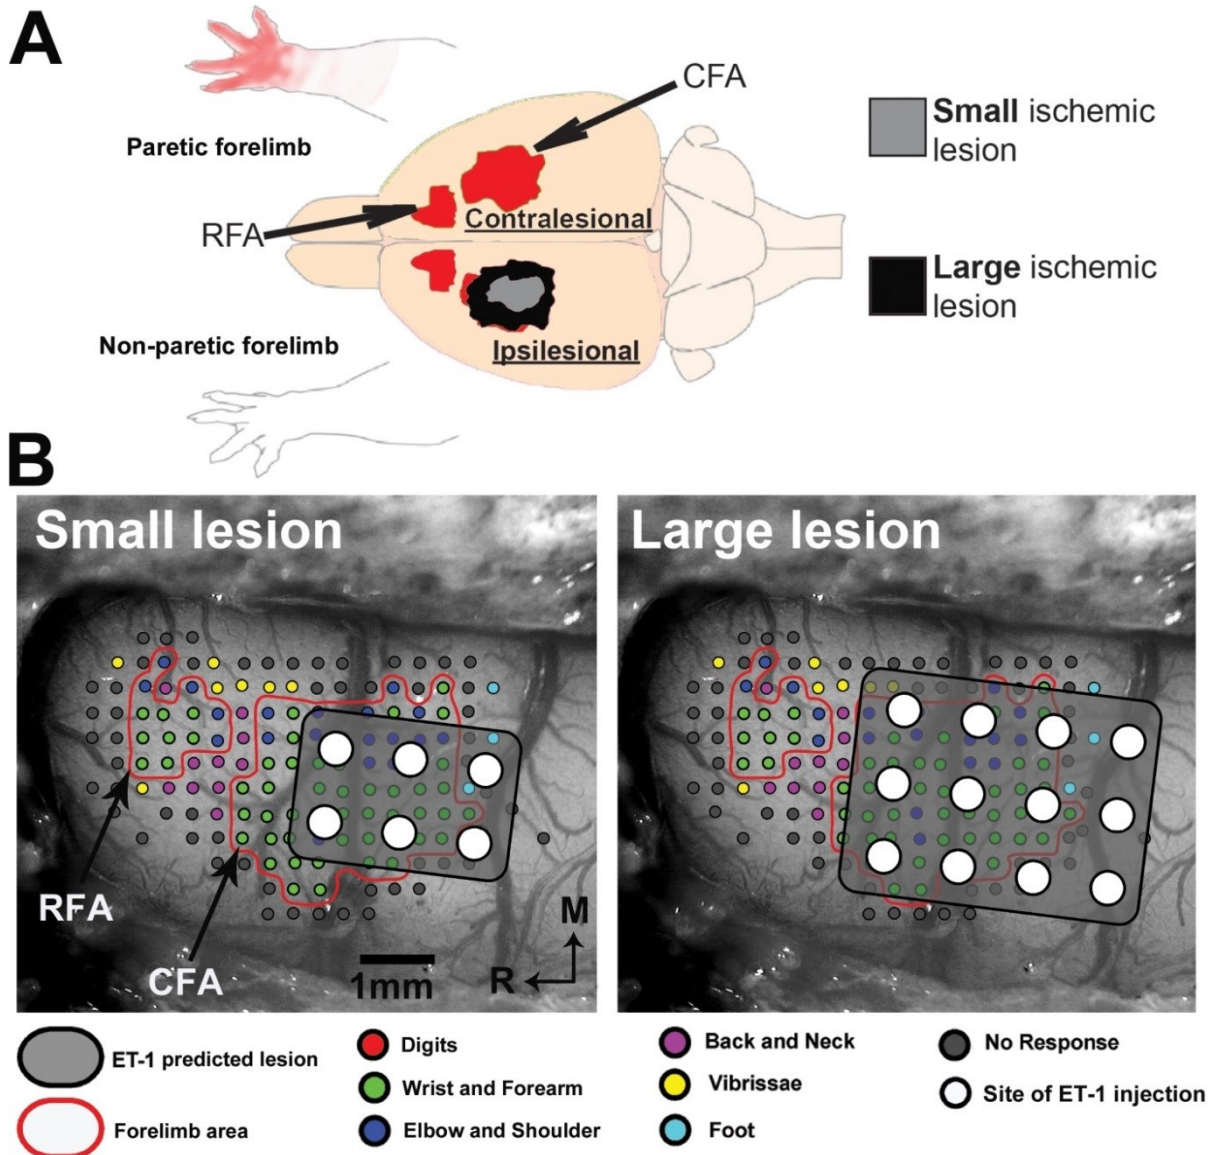 A
CFA
Small ischemic
lesion
Paretic forelimb
RFA
Contralesional
Large ischemic
lesion
Non-paretic forelimb
Ipsilesional
B
Small lesion
Large lesion
RFA
CFA
1mm
M
R
ET-1 predicted lesion
Forelimb area
Digits
Wrist and Forearm
Elbow and Shoulder
Back and Neck
Vibrissae
Foot
No Response
Site of ET-1 injection